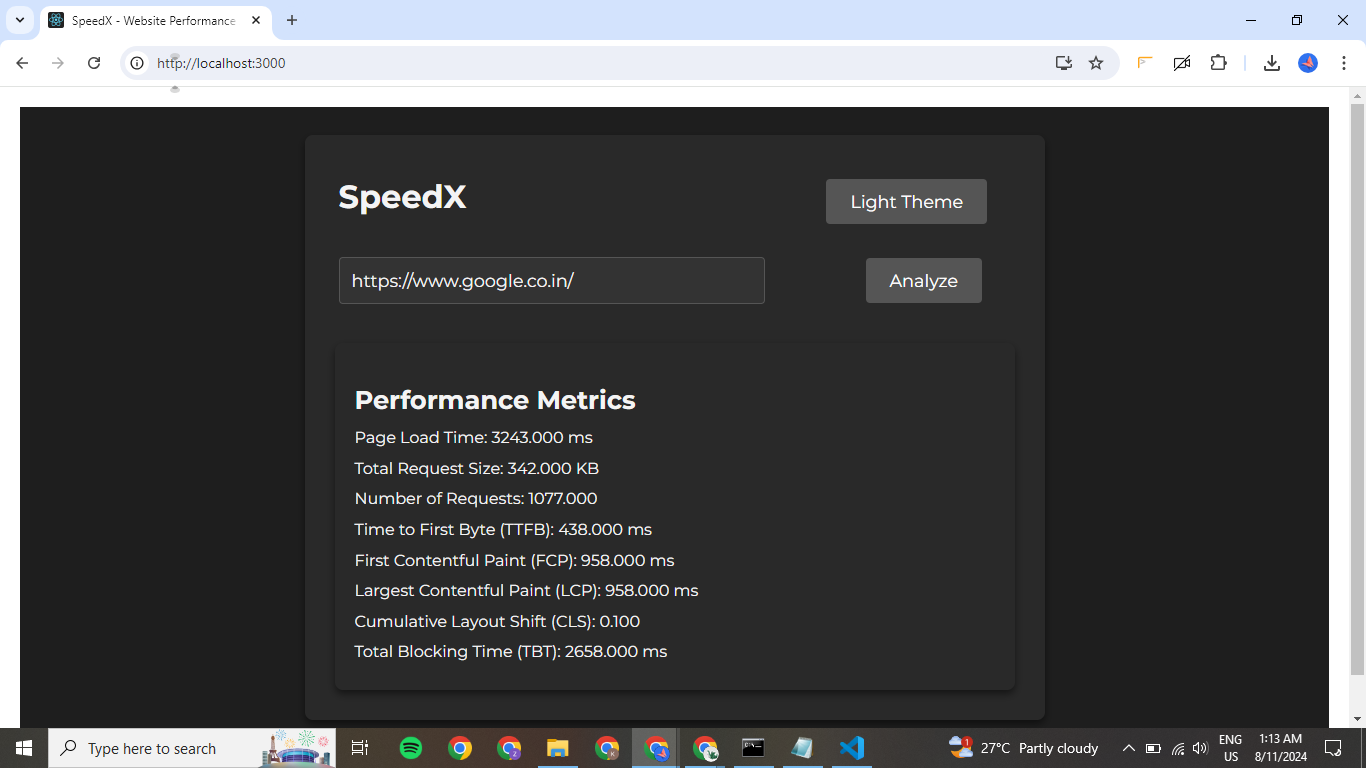 SpeedX - Website Performance
http://localhost:3000
SpeedX
Light Theme
https://www.google.co.in/
Analyze
Performance Metrics
Page Load Time: 3243.000 ms
Total Request Size: 342.000 KB
Number of Requests: 1077.000
Time to First Byte (TTFB): 438.000 ms
First Contentful Paint (FCP): 958.000 ms
Largest Contentful Paint (LCP): 958.000 ms
Cumulative Layout Shift (CLS): 0.100
Total Blocking Time (TBT): 2658.000 ms
Type here to search
1
27°C Partly cloudy
ENG
US
1:13 AM
8/11/2024